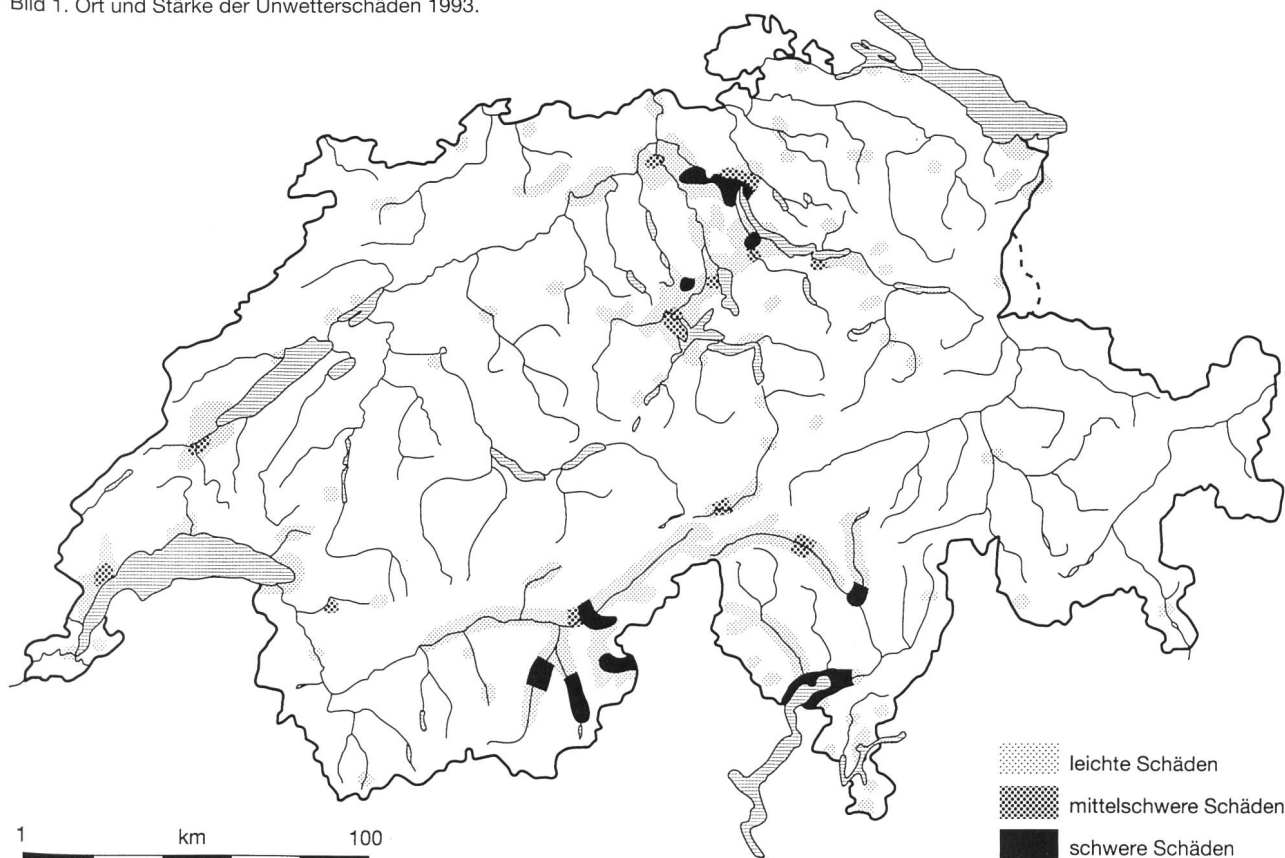 Bild 1. Ort und Stärke der Unwetterschäden 1993.
leichte Schäden
mittelschwere Schäden
schwere Schäden
1 km 100